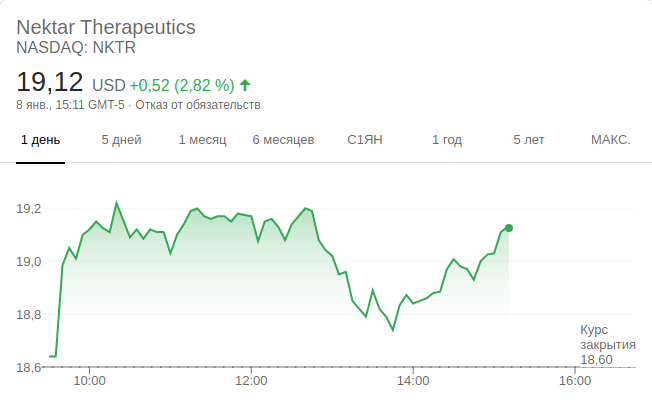 Nektar Therapeutics
NASDAQ: NKTR
19,12 USD +0,52 (2,82 %)
8 янв., 15:11 GMT-5 · Отказ от обязательств
1 день 5 дней 1 месяц 6 месяцев С1ЯН 1 год 5 лет МАКС.
19,2
19,0
18,8
18,6
Курс
закрытия
18,60
10:00 12:00 14:00 16:00